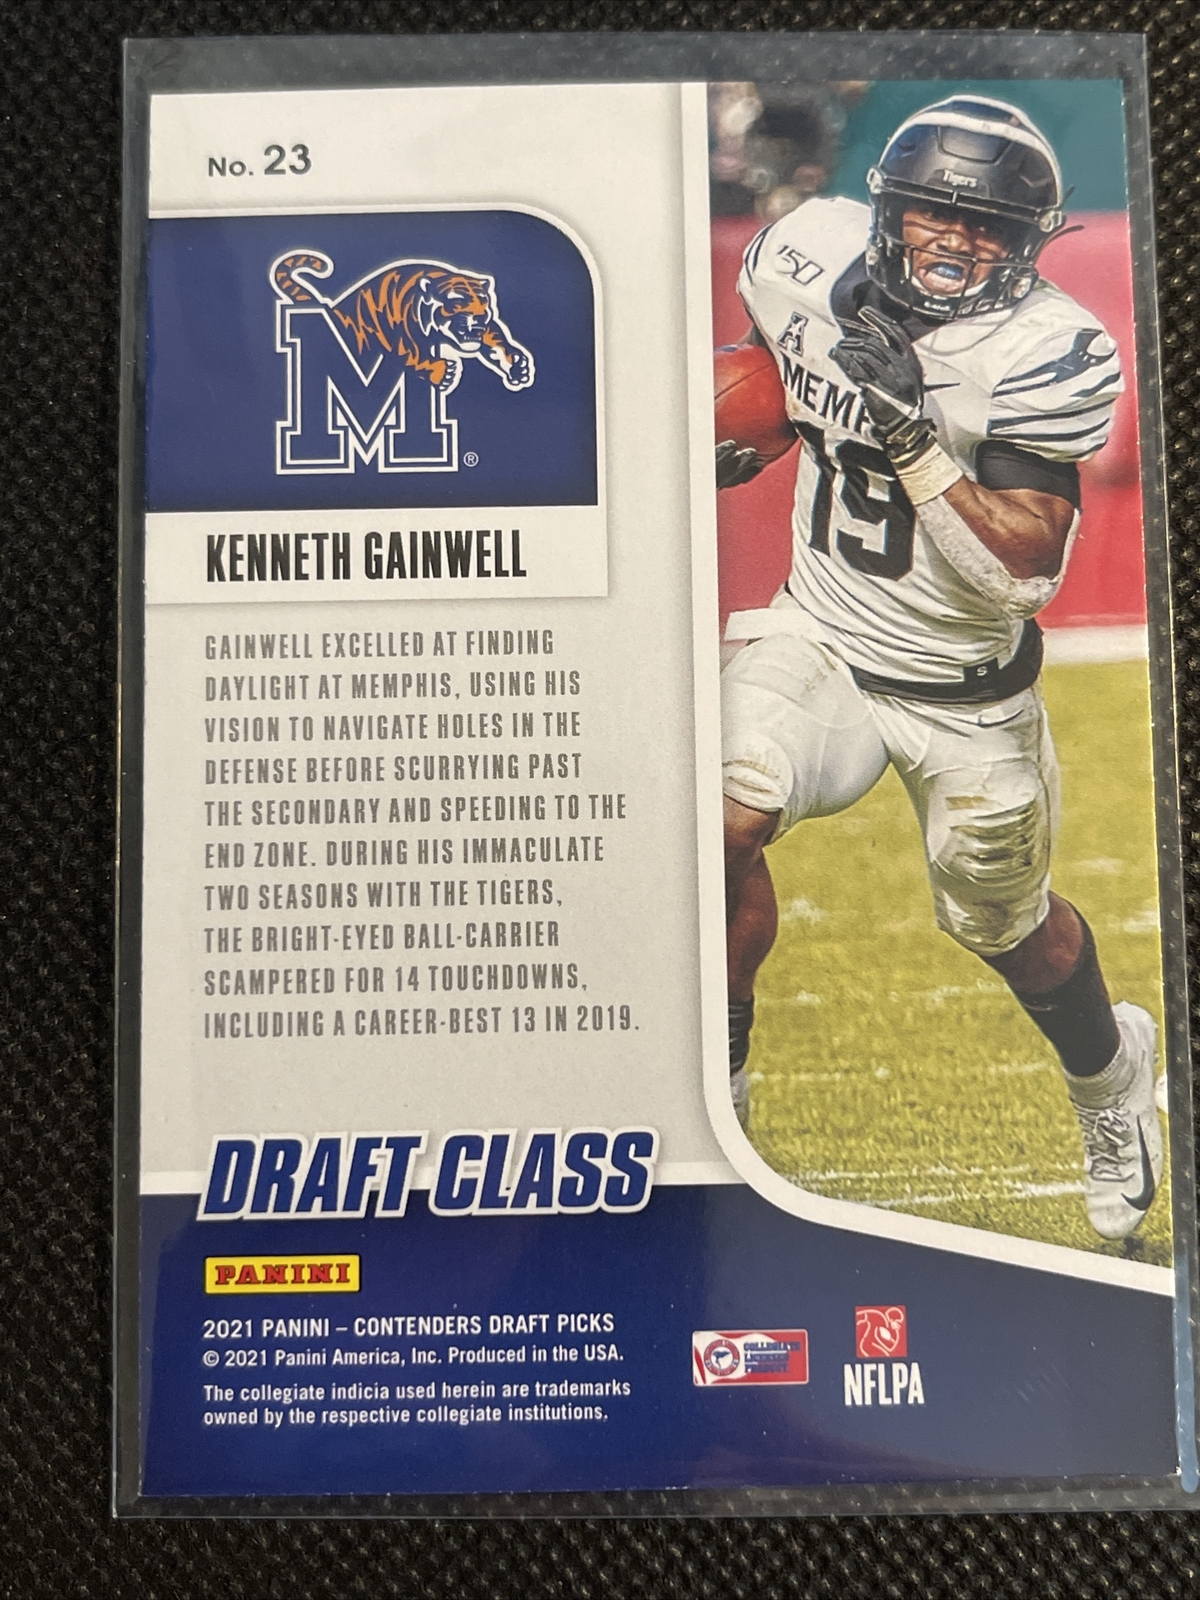 No. 23
Tigers
150
A
MEMP
19
S
M
®
KENNETH GAINWELL
GAINWELL EXCELLED AT FINDING
DAYLIGHT AT MEMPHIS, USING HIS
VISION TO NAVIGATE HOLES IN THE
DEFENSE BEFORE SCURRYING PAST
THE SECONDARY AND SPEEDING TO THE
END ZONE. DURING HIS IMMACULATE
TWO SEASONS WITH THE TIGERS,
THE BRIGHT-EYED BALL-CARRIER
SCAMPERED FOR 14 TOUCHDOWNS,
INCLUDING A CAREER-BEST 13 IN 2019.
DRAFT CLASS
PANINI
2021 PANINI – CONTENDERS DRAFT PICKS
© 2021 Panini America, Inc. Produced in the USA.
The collegiate indicia used herein are trademarks
owned by the respective collegiate institutions.
COLLEGIATE
LICENSED
PRODUCT
NFLPA